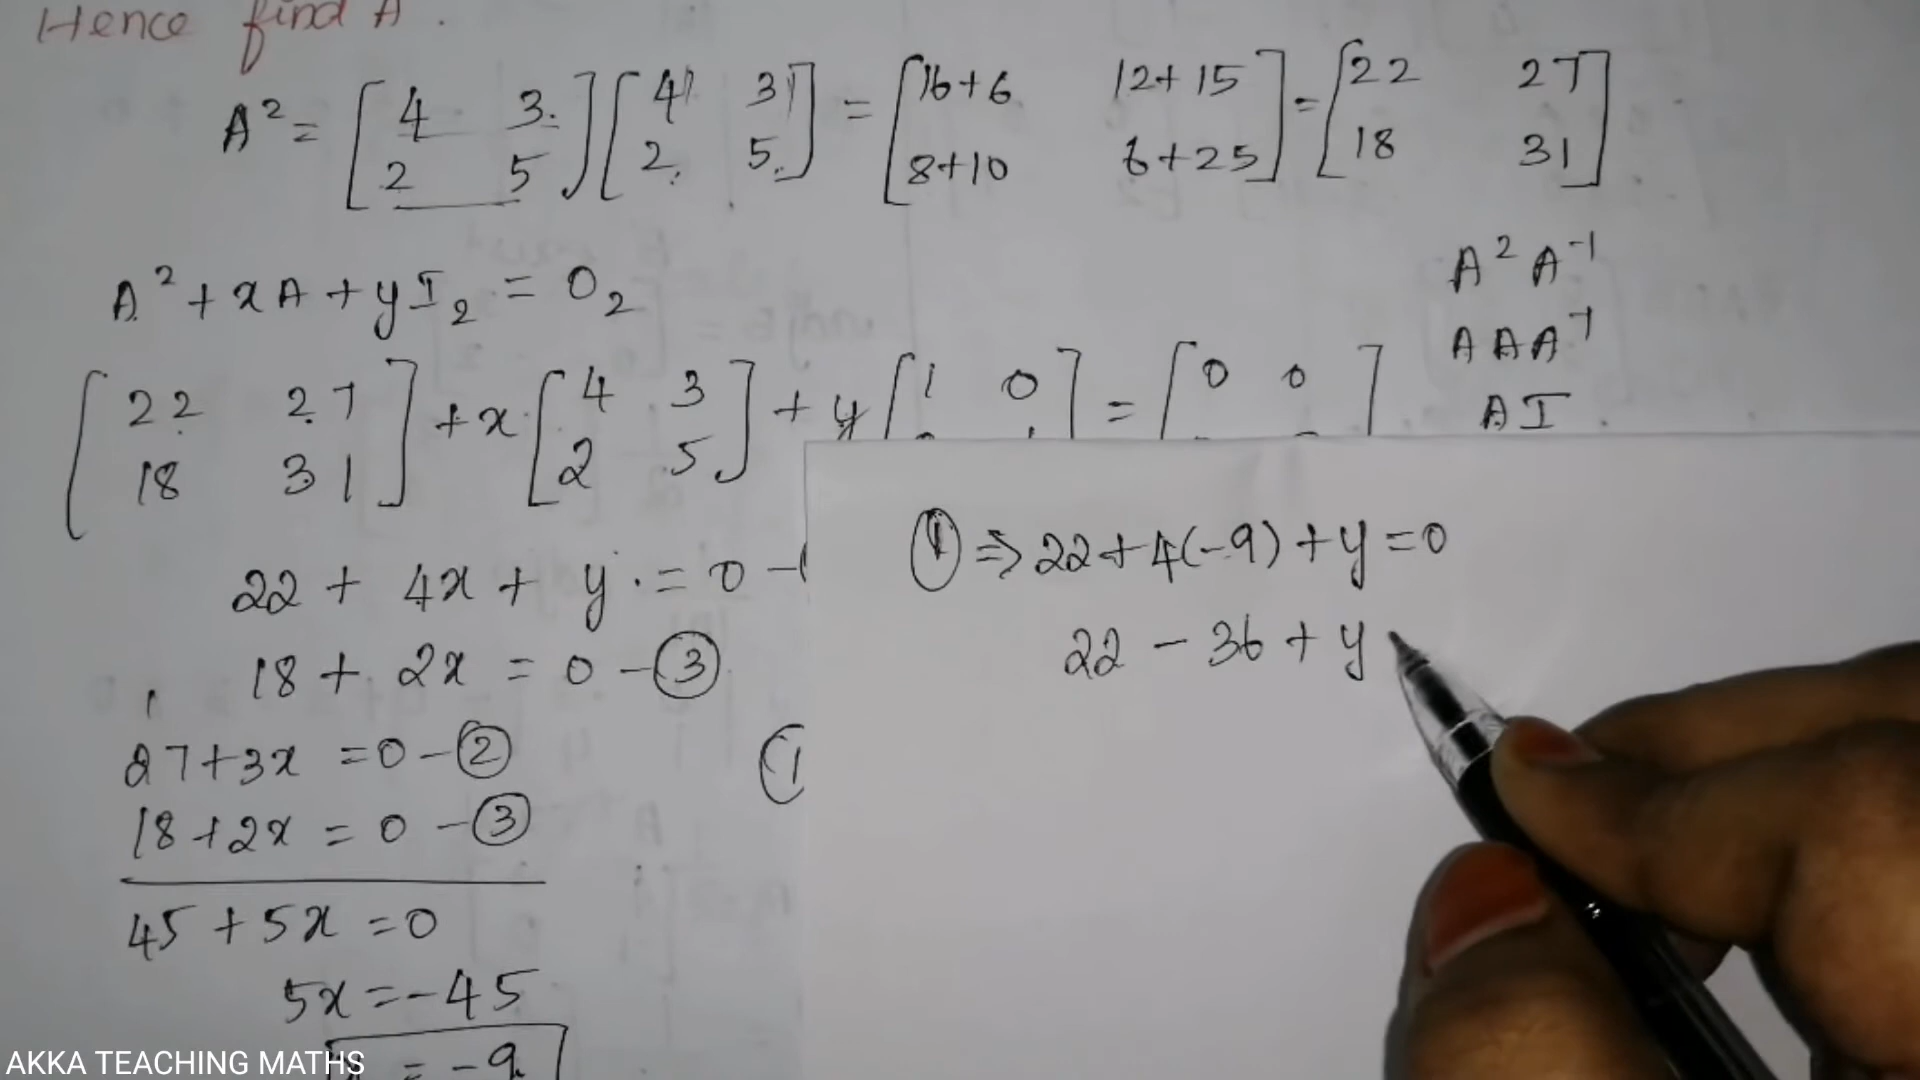 Hence find A⁻¹.
A² = [4 3 2 5] [4 3 2 5] = [16+6 12+15 8+10 6+25] = [22 27 18 31]
A² + xA + yI₂ = O₂
A²A⁻¹
AAA⁻¹
AI
[22 27 18 31] + x [4 3 2 5] + y [1 0 = [0 0
22 + 4x + y = 0 –
18 + 2x = 0 – ③
27 + 3x = 0 – ②
18 + 2x = 0 – ③
45 + 5x = 0
5x = -45
= -9
① ⇒ 22 + 4(-9) + y = 0
22 - 36 + y
AKKA TEACHING MATHS